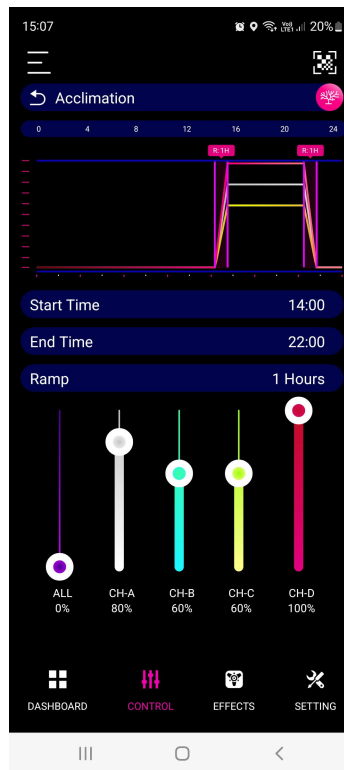 15:07 Vo)) LTE1 20%
Acclimation
0 4 8 12 16 20 24
R: 1H R: 1H
Start Time 14:00
End Time 22:00
Ramp 1 Hours
ALL CH-A CH-B CH-C CH-D
0% 80% 60% 60% 100%
DASHBOARD CONTROL EFFECTS SETTING